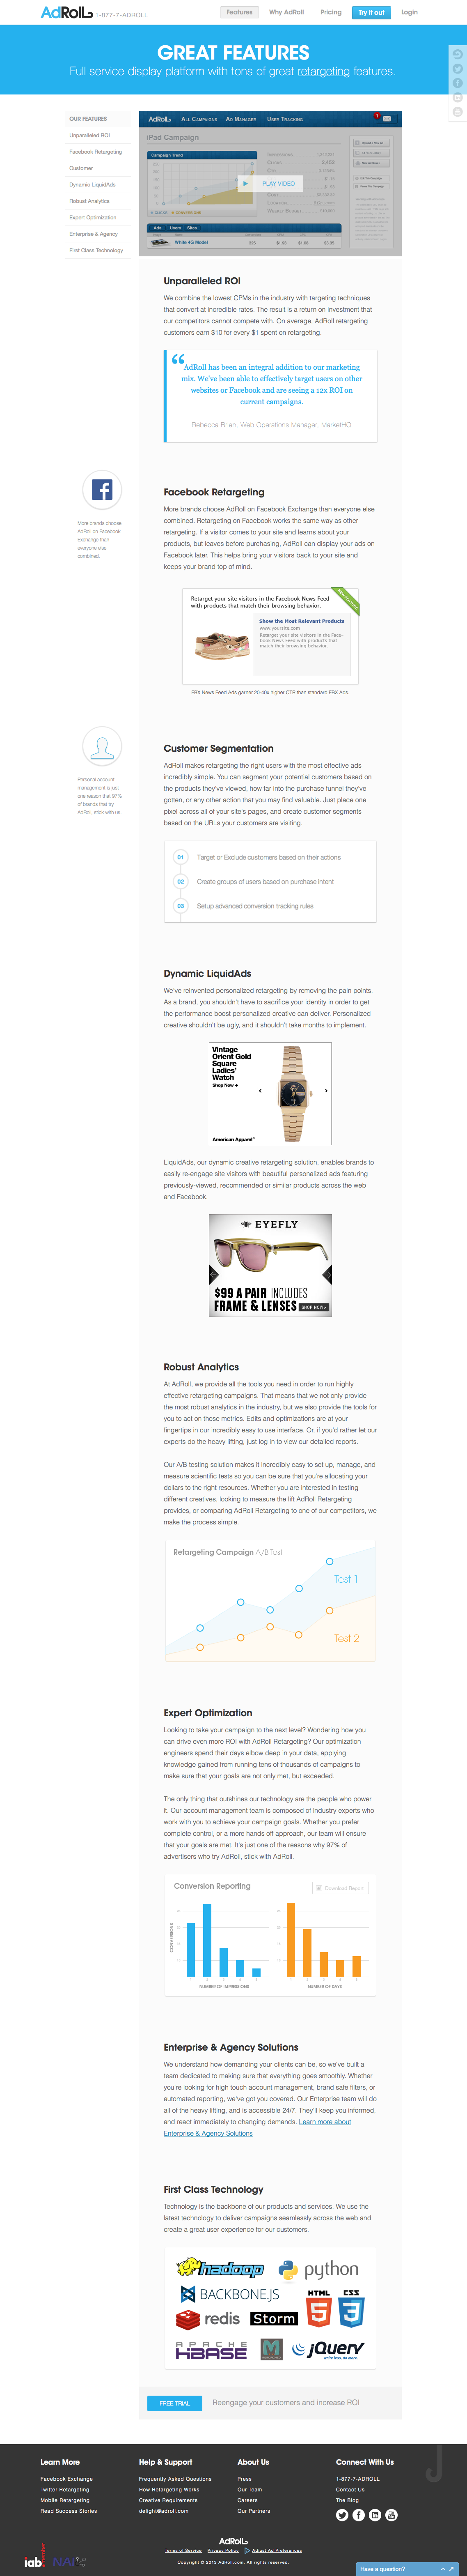 AdRoll 1-877-7-ADROLL
Features Why AdRoll Pricing Try it out Login
GREAT FEATURES
Full service display platform with tons of great retargeting features.
OUR FEATURES
Unparalleled ROI
Facebook Retargeting
Customer
Dynamic LiquidAds
Robust Analytics
Expert Optimization
Enterprise & Agency
First Class Technology
AdRoll All Campaigns Ad Manager User Tracking
iPad Campaign
Campaign Trend
PLAY VIDEO
Ads Users Sites
White 4G Model
Unparalleled ROI
We combine the lowest CPMs in the industry with targeting techniques
that convert at incredible rates. The result is a return on investment that
our competitors cannot compete with. On average, AdRoll retargeting
customers earn $10 for every $1 spent on retargeting.
“AdRoll has been an integral addition to our marketing
mix. We've been able to effectively target users on other
websites or Facebook and are seeing a 12x ROI on
current campaigns.
Rebecca Brien, Web Operations Manager, MarketHQ
More brands choose
AdRoll on Facebook
Exchange than
everyone else
combined.
Facebook Retargeting
More brands choose AdRoll on Facebook Exchange than everyone else
combined. Retargeting on Facebook works the same way as other
retargeting. If a visitor comes to your site and learns about your
products, but leaves before purchasing, AdRoll can display your ads on
Facebook later. This helps bring your visitors back to your site and
keeps your brand top of mind.
Retarget your site visitors in the Facebook News Feed
with products that match their browsing behavior.
Show the Most Relevant Products
www.yoursite.com
Retarget your site visitors in the Face-
book News Feed with products that
match their browsing behavior.
FBX News Feed Ads garner 20-40x higher CTR than standard FBX Ads.
Personal account
management is just
one reason that 97%
of brands that try
AdRoll, stick with us.
Customer Segmentation
AdRoll makes retargeting the right users with the most effective ads
incredibly simple. You can segment your potential customers based on
the products they've viewed, how far into the purchase funnel they've
gotten, or any other action that you may find valuable. Just place one
pixel across all of your site's pages, and create customer segments
based on the URLs your customers are visiting.
01 Target or Exclude customers based on their actions
02 Create groups of users based on purchase intent
03 Setup advanced conversion tracking rules
Dynamic LiquidAds
We've reinvented personalized retargeting by removing the pain points.
As a brand, you shouldn't have to sacrifice your identity in order to get
the performance boost personalized creative can deliver. Personalized
creative shouldn't be ugly, and it shouldn't take months to implement.
Vintage
Orient Gold
Square
Ladies'
Watch
Shop Now
American Apparel
LiquidAds, our dynamic creative retargeting solution, enables brands to
easily re-engage site visitors with beautiful personalized ads featuring
previously-viewed, recommended or similar products across the web
and Facebook.
EYEFLY
$99 A PAIR INCLUDES
FRAME & LENSES SHOP NOW
Robust Analytics
At AdRoll, we provide all the tools you need in order to run highly
effective retargeting campaigns. That means that we not only provide
the most robust analytics in the industry, but we also provide the tools for
you to act on those metrics. Edits and optimizations are at your
fingertips in our incredibly easy to use interface. Or, if you'd rather let our
experts do the heavy lifting, just log in to view our detailed reports.
Our A/B testing solution makes it incredibly easy to set up, manage, and
measure scientific tests so you can be sure that you're allocating your
dollars to the right resources. Whether you are interested in testing
different creatives, looking to measure the lift AdRoll Retargeting
provides, or comparing AdRoll Retargeting to one of our competitors, we
make the process simple.
Retargeting Campaign A/B Test
Test 1
Test 2
Expert Optimization
Looking to take your campaign to the next level? Wondering how you
can drive even more ROI with AdRoll Retargeting? Our optimization
engineers spend their days elbow deep in your data, applying
knowledge gained from running tens of thousands of campaigns to
make sure that your goals are not only met, but exceeded.
The only thing that outshines our technology are the people who power
it. Our account management team is composed of industry experts who
work with you to achieve your campaign goals. Whether you prefer
complete control, or a more hands off approach, our team will ensure
that your goals are met. It's just one of the reasons why 97% of
advertisers who try AdRoll, stick with AdRoll.
Conversion Reporting Download Report
CONVERSIONS
NUMBER OF IMPRESSIONS NUMBER OF DAYS
Enterprise & Agency Solutions
We understand how demanding your clients can be, so we've built a
team dedicated to making sure that everything goes smoothly. Whether
you're looking for high touch account management, brand safe filters, or
automated reporting, we've got you covered. Our Enterprise team will do
all of the heavy lifting, and is accessible 24/7. They'll keep you informed,
and react immediately to changing demands. Learn more about
Enterprise & Agency Solutions
First Class Technology
Technology is the backbone of our products and services. We use the
latest technology to deliver campaigns seamlessly across the web and
create a great user experience for our customers.
hadoop python
BACKBONE.JS HTML CSS
redis Storm 5 3
APACHE HBASE jQuery
write less, do more.
FREE TRIAL Reengage your customers and increase ROI
Learn More
Facebook Exchange
Twitter Retargeting
Mobile Retargeting
Read Success Stories
Help & Support
Frequently Asked Questions
How Retargeting Works
Creative Requirements
delight@adroll.com
About Us
Press
Our Team
Careers
Our Partners
Connect With Us
1-877-7-ADROLL
Contact Us
The Blog
AdRoll
Terms of Service Privacy Policy Adjust Ad Preferences
Copyright © 2013 AdRoll.com. All rights reserved.
iab. NAI
Have a question?